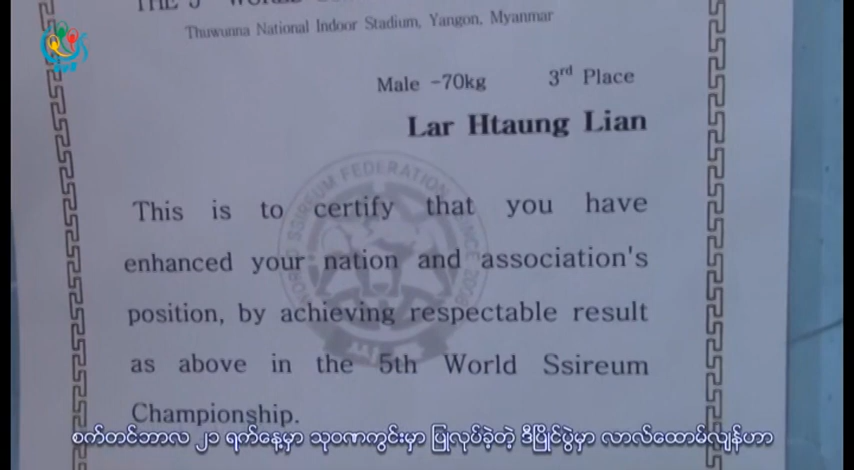 Thuwunna National Indoor Stadium, Yangon, Myanmar
Male -70kg 3rd Place
Lar Htaung Lian
This is to certify that you have
enhanced your nation and association's
position, by achieving respectable result
as above in the 5th World Ssireum
Championship.
စက်တင်ဘာလ ၂၁ ရက်နေ့မှာ သုဝဏကွင်းမှာ ပြုလုပ်ခဲ့တဲ့ ဒီပြိုင်ပွဲမှာ လာလ်ထောမ်လျန်ဟာ